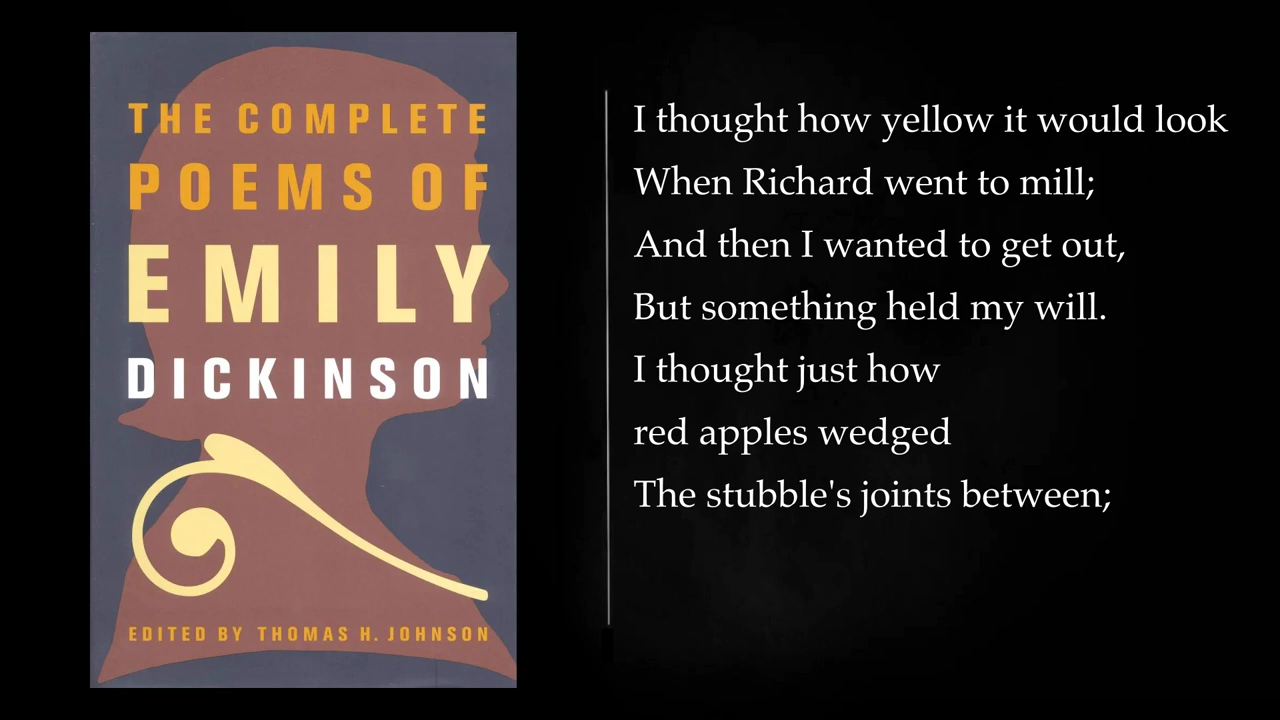 THE COMPLETE
POEMS OF
EMILY
DICKINSON
EDITED BY THOMAS H. JOHNSON
I thought how yellow it would look
When Richard went to mill;
And then I wanted to get out,
But something held my will.
I thought just how
red apples wedged
The stubble's joints between;